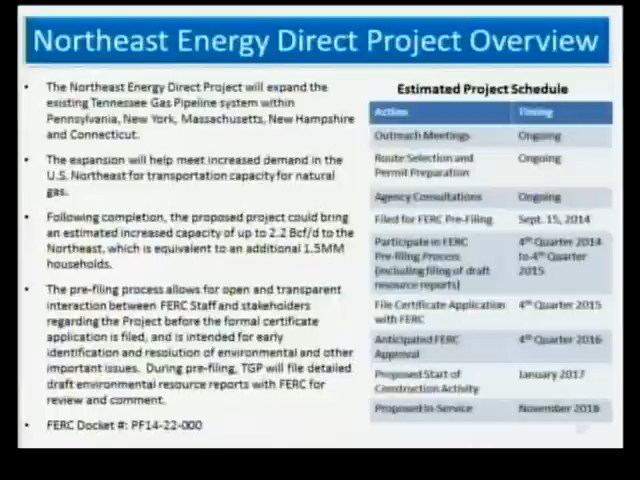 Northeast Energy Direct Project Overview
• The Northeast Energy Direct Project will expand the
existing Tennessee Gas Pipeline system within
Pennsylvania, New York, Massachusetts, New Hampshire
and Connecticut.
• The expansion will help meet increased demand in the
U.S. Northeast for transportation capacity for natural
gas.
• Following completion, the proposed project could bring
an estimated increased capacity of up to 2.2 Bcf/d to the
Northeast, which is equivalent to an additional 1.5MM
households.
• The pre-filing process allows for open and transparent
interaction between FERC Staff and stakeholders
regarding the Project before the formal certificate
application is filed, and is intended for early
identification and resolution of environmental and other
important issues. During pre-filing, TGP will file detailed
draft environmental resource reports with FERC for
review and comment.
• FERC Docket #: PF14-22-000
Estimated Project Schedule
Action Timing
Outreach Meetings Ongoing
Route Selection and Ongoing
Permit Preparation
Agency Consultations Ongoing
Filed for FERC Pre-Filing Sept. 15, 2014
Participate in FERC 4th Quarter 2014
Pre-filing Process to 4th Quarter
(including filing of draft 2015
resource reports)
File Certificate Application 4th Quarter 2015
with FERC
Anticipated FERC 4th Quarter 2016
Approval
Proposed Start of January 2017
Construction Activity
Proposed In-Service November 2018